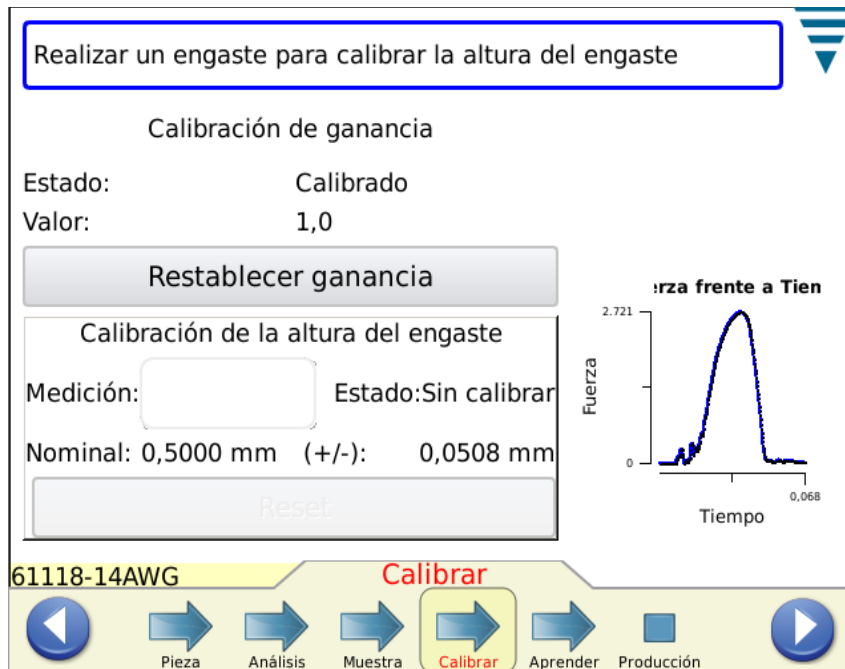 Realizar un engaste para calibrar la altura del engaste
Calibración de ganancia
Estado: Calibrado
Valor: 1,0
Restablecer ganancia
Calibración de la altura del engaste
Medición: Estado:Sin calibrar
Nominal: 0,5000 mm (+/-): 0,0508 mm
Reset
rza frente a Tien
2.721
Fuerza
0
0,068
Tiempo
61118-14AWG
Calibrar
Pieza Análisis Muestra Calibrar Aprender Producción